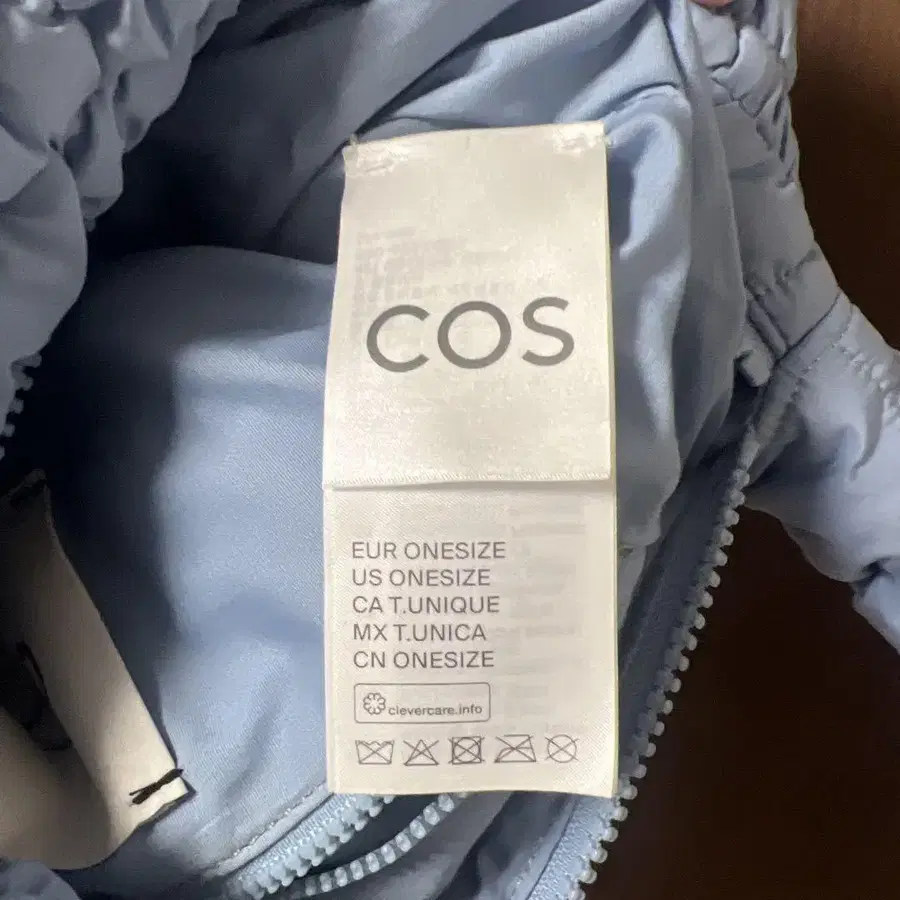 COS
EUR ONESIZE
US ONESIZE
CA T.UNIQUE
MX T.UNICA
CN ONESIZE
clevercare.info